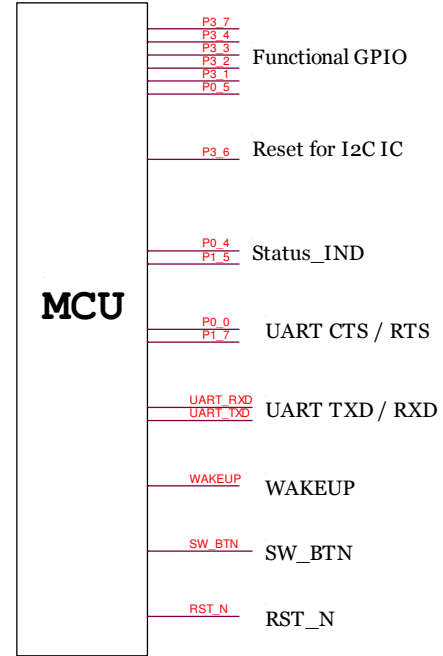 P3_7
P3_4
P3_3
P3_2
P3_1
P0_5
Functional GPIO
P3_6
Reset for I2C IC
P0_4
P1_5
Status_IND
MCU
P0_0
P1_7
UART CTS / RTS
UART_RXD
UART_TXD
UART TXD / RXD
WAKEUP
WAKEUP
SW_BTN
SW_BTN
RST_N
RST_N